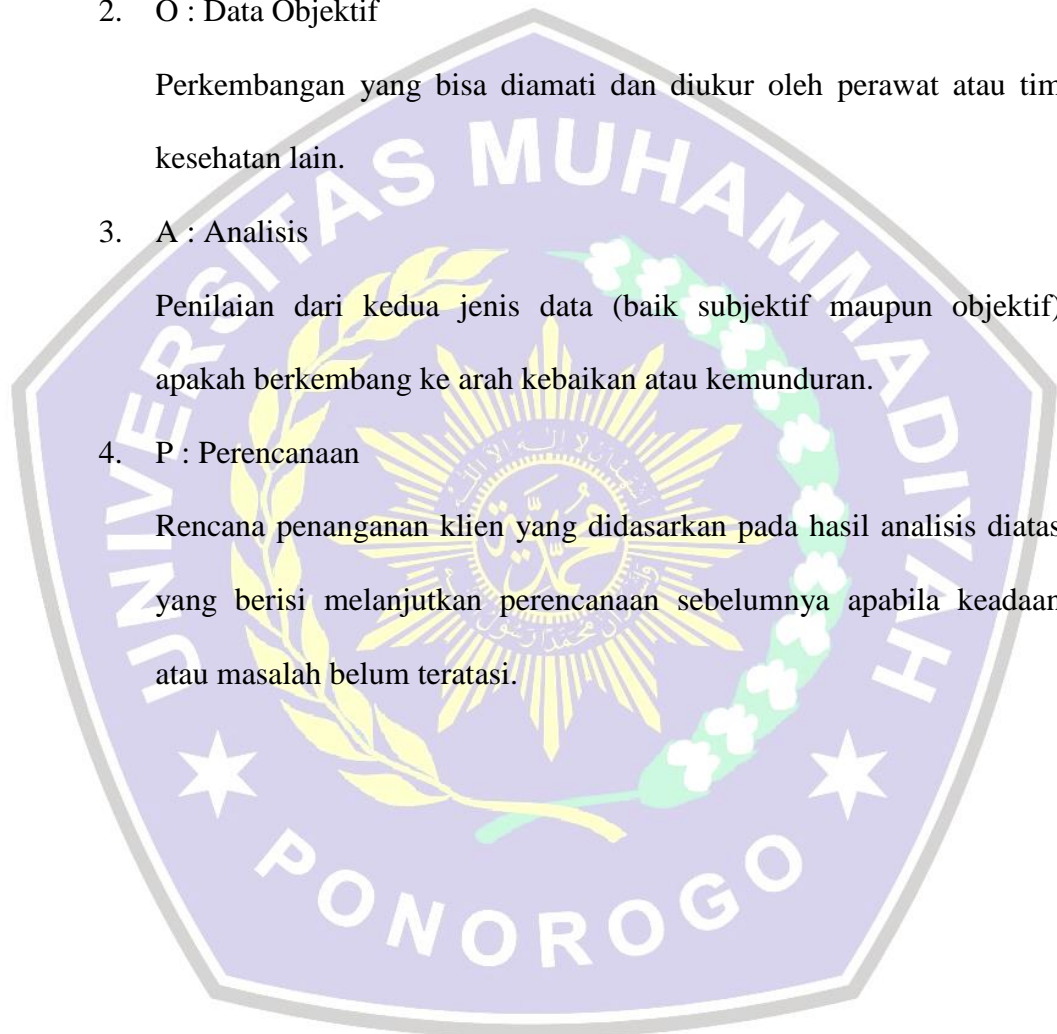 2. O : Data Objektif
Perkembangan yang bisa diamati dan diukur oleh perawat atau tim
kesehatan lain.
3. A : Analisis
Penilaian dari kedua jenis data (baik subjektif maupun objektif)
apakah berkembang ke arah kebaikan atau kemunduran.
4. P : Perencanaan
Rencana penanganan klien yang didasarkan pada hasil analisis diatas
yang berisi melanjutkan perencanaan sebelumnya apabila keadaan
atau masalah belum teratasi.
UNIVERSITAS MUHAMMADIYAH
PONOROGO
محمد